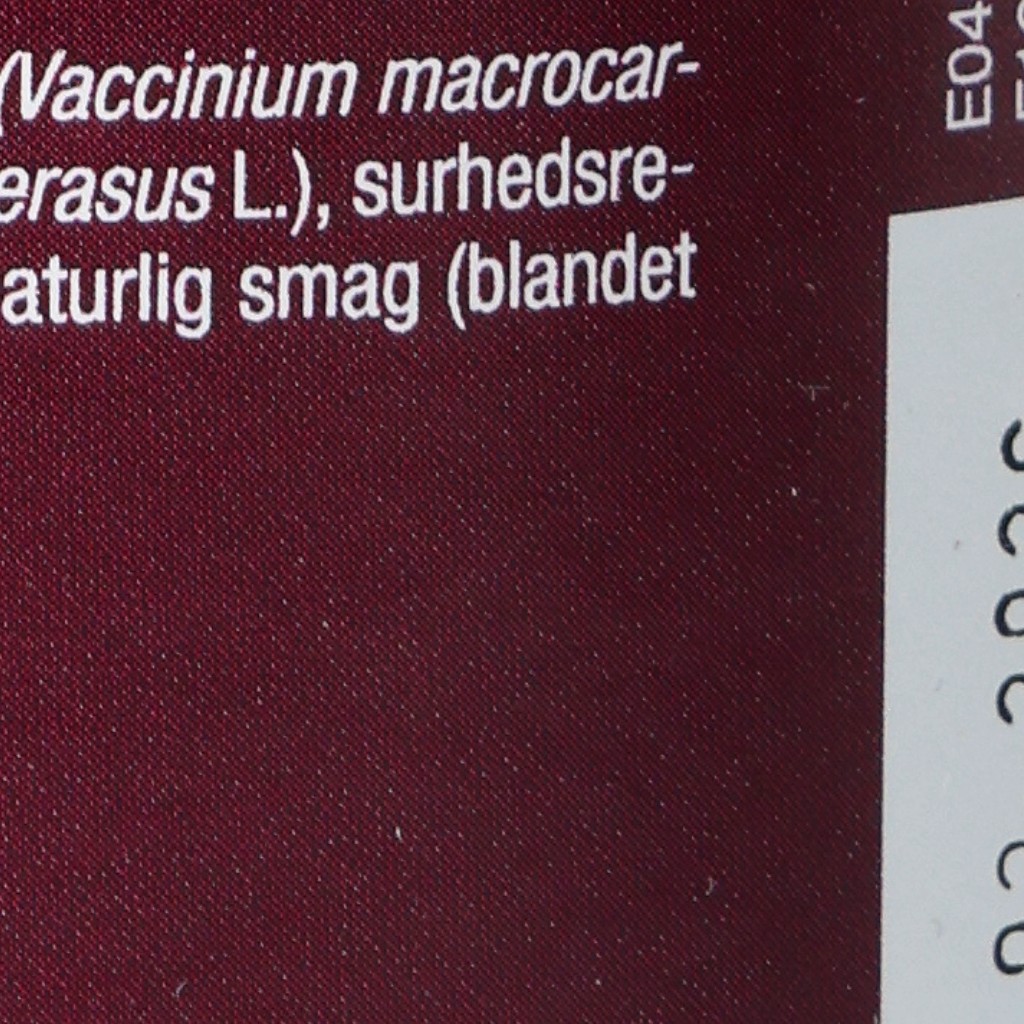 (Vaccinium macrocar-
erasus L.), surhedsre-
aturlig smag (blandet
E04